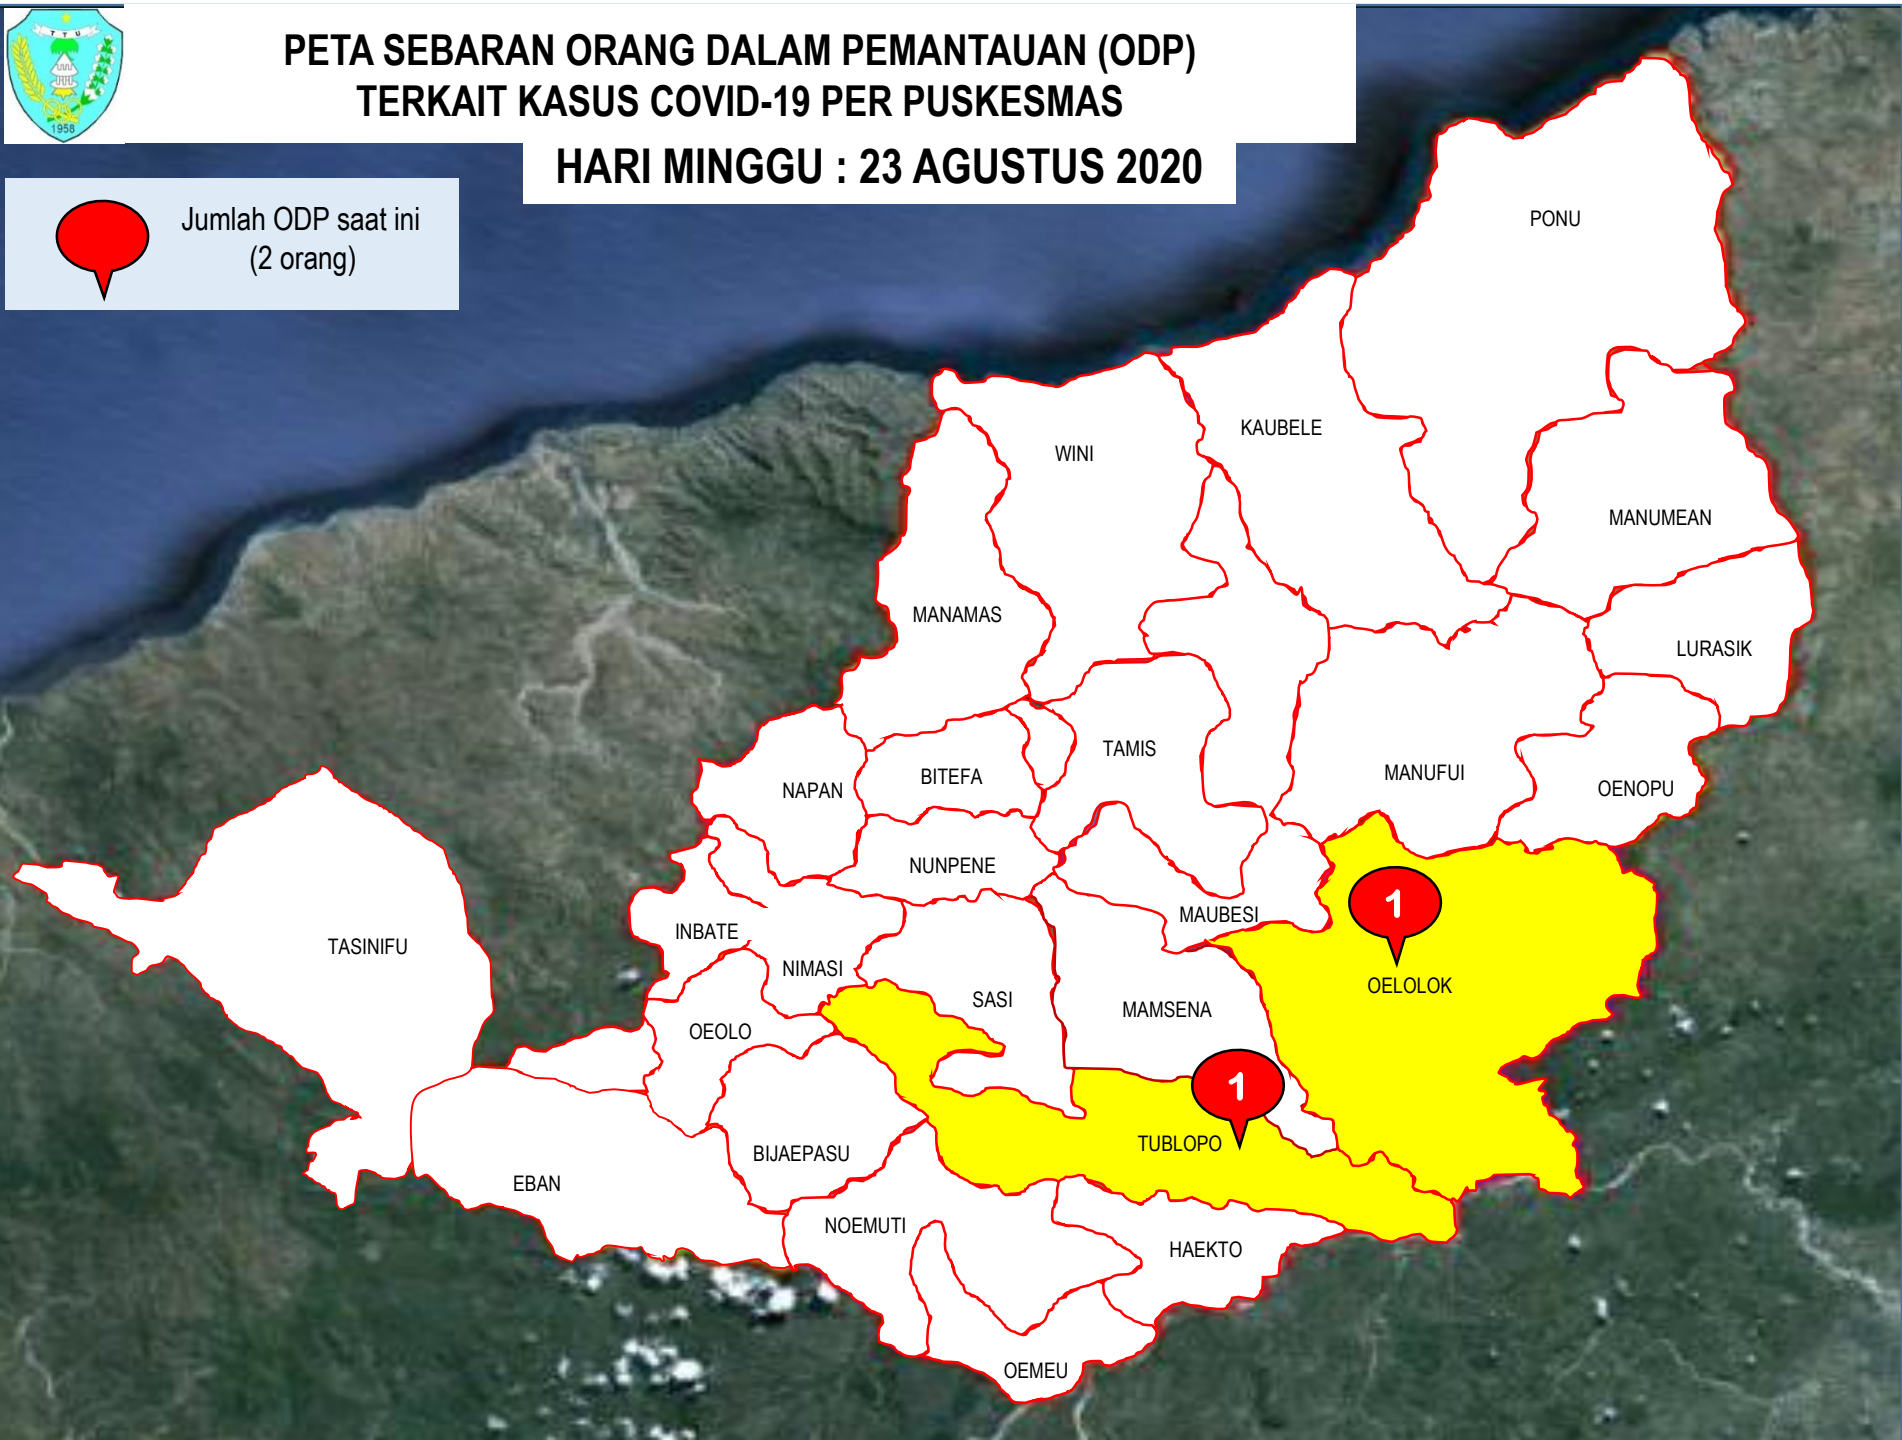 T T U
1958
PETA SEBARAN ORANG DALAM PEMANTAUAN (ODP)
TERKAIT KASUS COVID-19 PER PUSKESMAS
HARI MINGGU : 23 AGUSTUS 2020
Jumlah ODP saat ini
(2 orang)
PONU
KAUBELE
WINI
MANUMEAN
MANAMAS
LURASIK
TAMIS
MANUFUI
BITEFA
NAPAN
OENOPU
NUNPENE
1
MAUBESI
INBATE
TASINIFU
NIMASI
OELOLOK
SASI
MAMSENA
OEOLO
1
TUBLOPO
BIJAEPASU
EBAN
NOEMUTI
HAEKTO
OEMEU